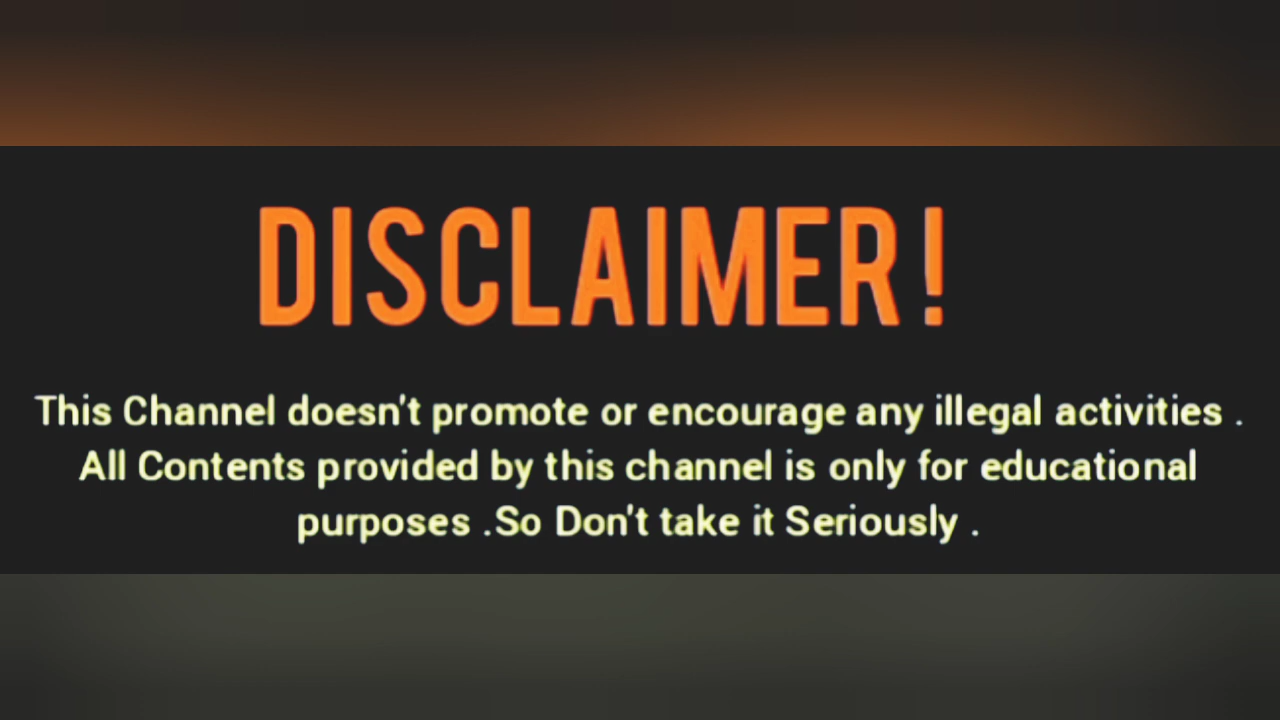 DISCLAIMER!
This Channel doesn't promote or encourage any illegal activities .
All Contents provided by this channel is only for educational
purposes .So Don't take it Seriously .